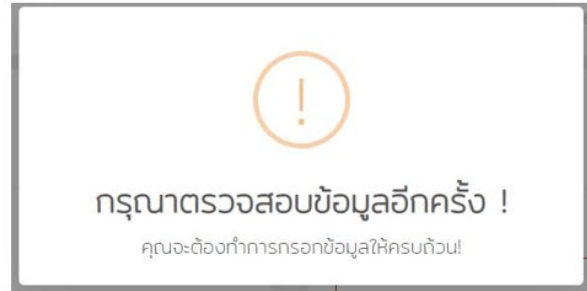 !
กรุณาตรวจสอบข้อมูลอีกครั้ง !
คุณจะต้องทำการกรอกข้อมูลให้ครบถ้วน!